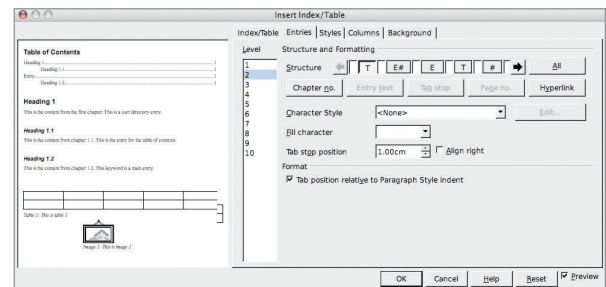 Insert Index/Table
Index/Table Entries Styles Columns Background
Table of Contents
Heading 1 1
Heading 1.1 1
Entry 1
Heading 1.2 1
Heading 1
This is the content from the first chapter. This is a user directory entry.
Heading 1.1
This is the content from chapter 1.1. This is the entry for the table of contents.
Heading 1.2
This is the content from chapter 1.2. This keyword is a main entry.
Table 1: This is table 1
Image 1: This is image 1
Level
1
2
3
4
5
6
7
8
9
10
Structure and Formatting
Structure T E# E T # All
Chapter no. Entry text Tab stop Page no. Hyperlink
Character Style <None> Edit...
Fill character
Tab stop position 1.00cm Align right
Format
Tab position relative to Paragraph Style indent
OK Cancel Help Reset Preview